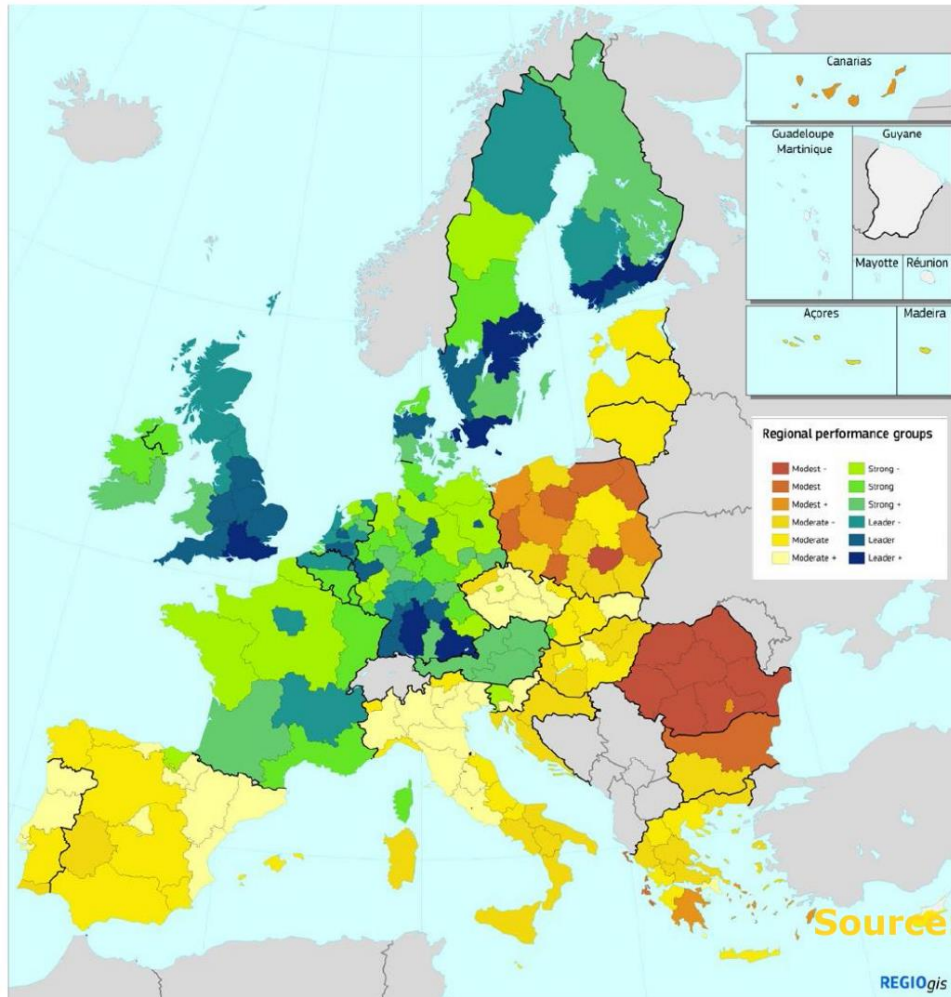 Canarias
Guadeloupe
Martinique
Guyane
Mayotte
Réunion
Açores
Madeira
Regional performance groups
Modest -
Modest
Modest +
Moderate -
Moderate
Moderate +
Strong -
Strong
Strong +
Leader -
Leader
Leader +
Source
REGIOgis